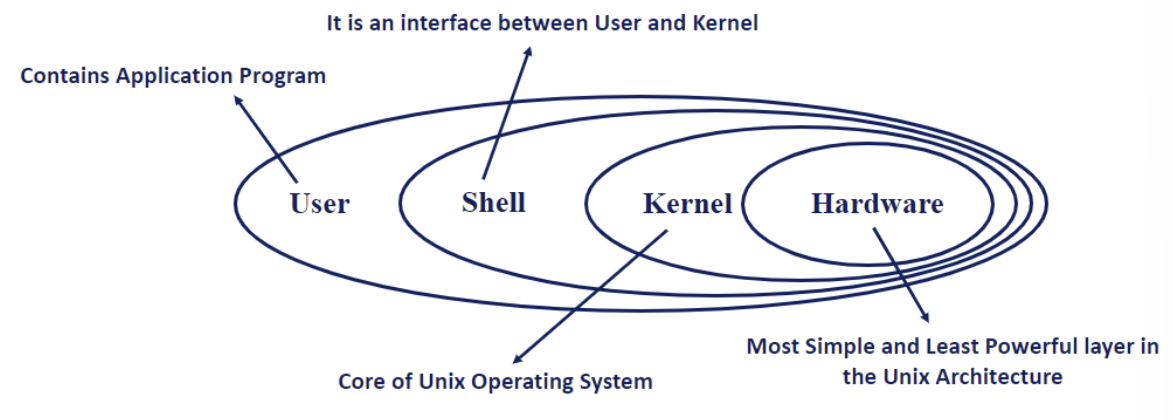 It is an interface between User and Kernel
Contains Application Program
User
Shell
Kernel
Hardware
Most Simple and Least Powerful layer in
the Unix Architecture
Core of Unix Operating System